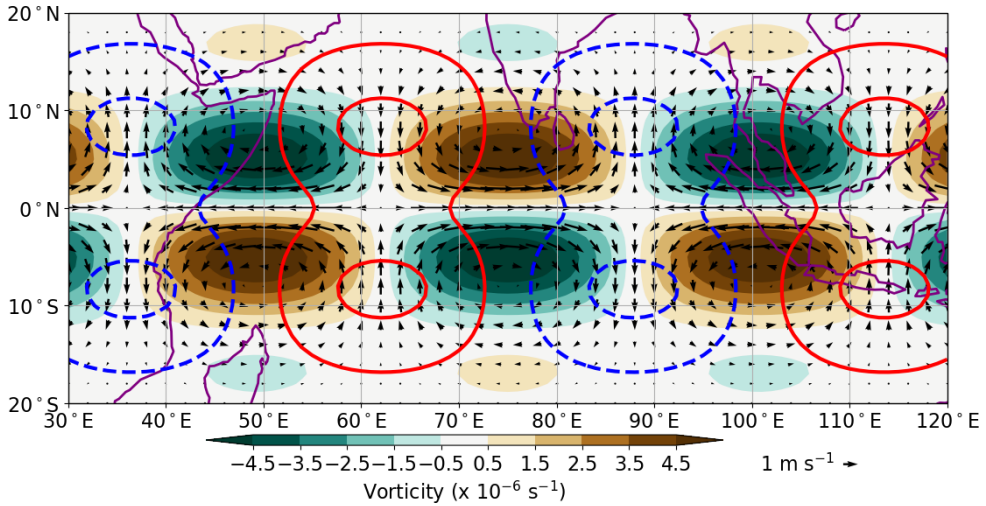 20°N
10°N
0°N
10°S
20°S
30°E 40°E 50°E 60°E 70°E 80°E 90°E 100°E 110°E 120°E
−4.5 −3.5 −2.5 −1.5 −0.5 0.5 1.5 2.5 3.5 4.5 1 m s⁻¹
Vorticity (x 10⁻⁶ s⁻¹)